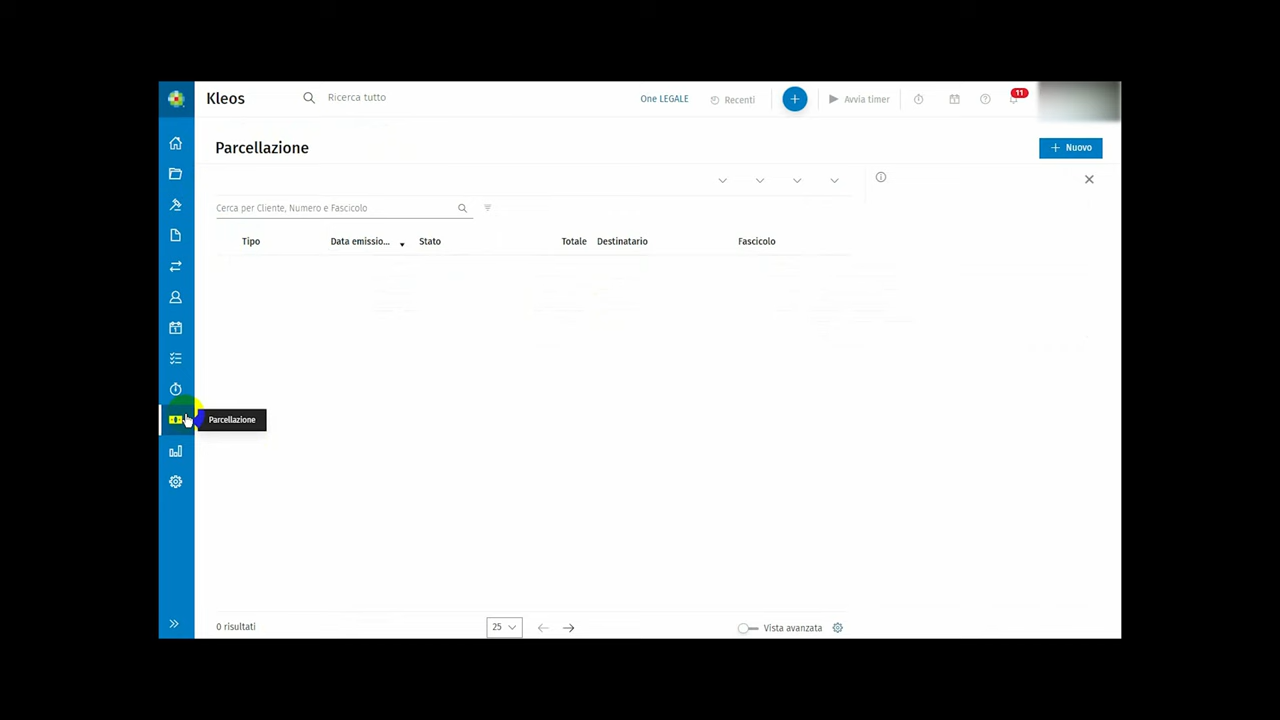 Kleos
Ricerca tutto
One LEGALE
Recenti
Avvia timer
11
Parcellazione
Nuovo
Cerca per Cliente, Numero e Fascicolo
Tipo
Data emissio...
Stato
Totale
Destinatario
Fascicolo
Parcellazione
0 risultati
25
Vista avanzata